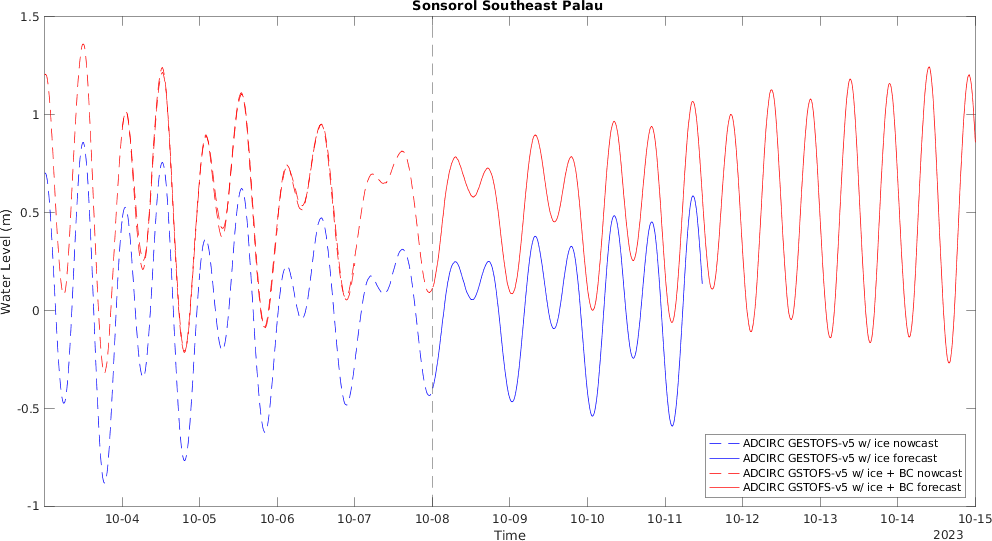 Sonsorol Southeast Palau
1.5
1
0.5
0
-0.5
-1
Water Level (m)
10-04 10-05 10-06 10-07 10-08 10-09 10-10 10-11 10-12 10-13 10-14 10-15
Time
2023
ADCIRC GESTOFS-v5 w/ ice nowcast
ADCIRC GESTOFS-v5 w/ ice forecast
ADCIRC GSTOFS-v5 w/ ice + BC nowcast
ADCIRC GSTOFS-v5 w/ ice + BC forecast